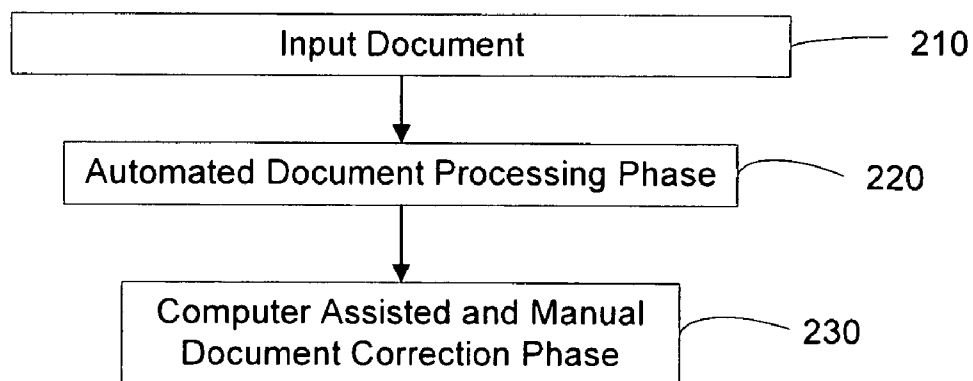 Input Document 210
Automated Document Processing Phase 220
Computer Assisted and Manual
Document Correction Phase 230